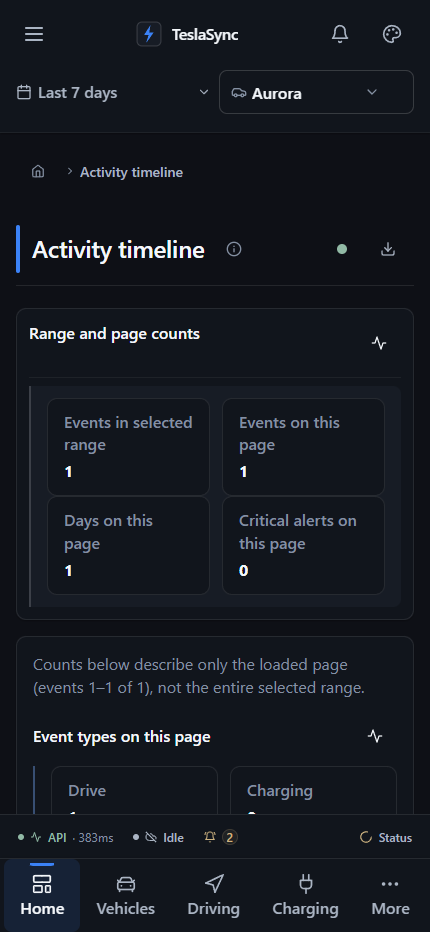 TeslaSync
Last 7 days
Aurora
Activity timeline
Activity timeline
Range and page counts
Events in selected
range
1
Events on this
page
1
Days on this
page
1
Critical alerts on
this page
0
Counts below describe only the loaded page
(events 1–1 of 1), not the entire selected range.
Event types on this page
Drive
Charging
API · 383ms
Idle
2
Status
Home
Vehicles
Driving
Charging
More